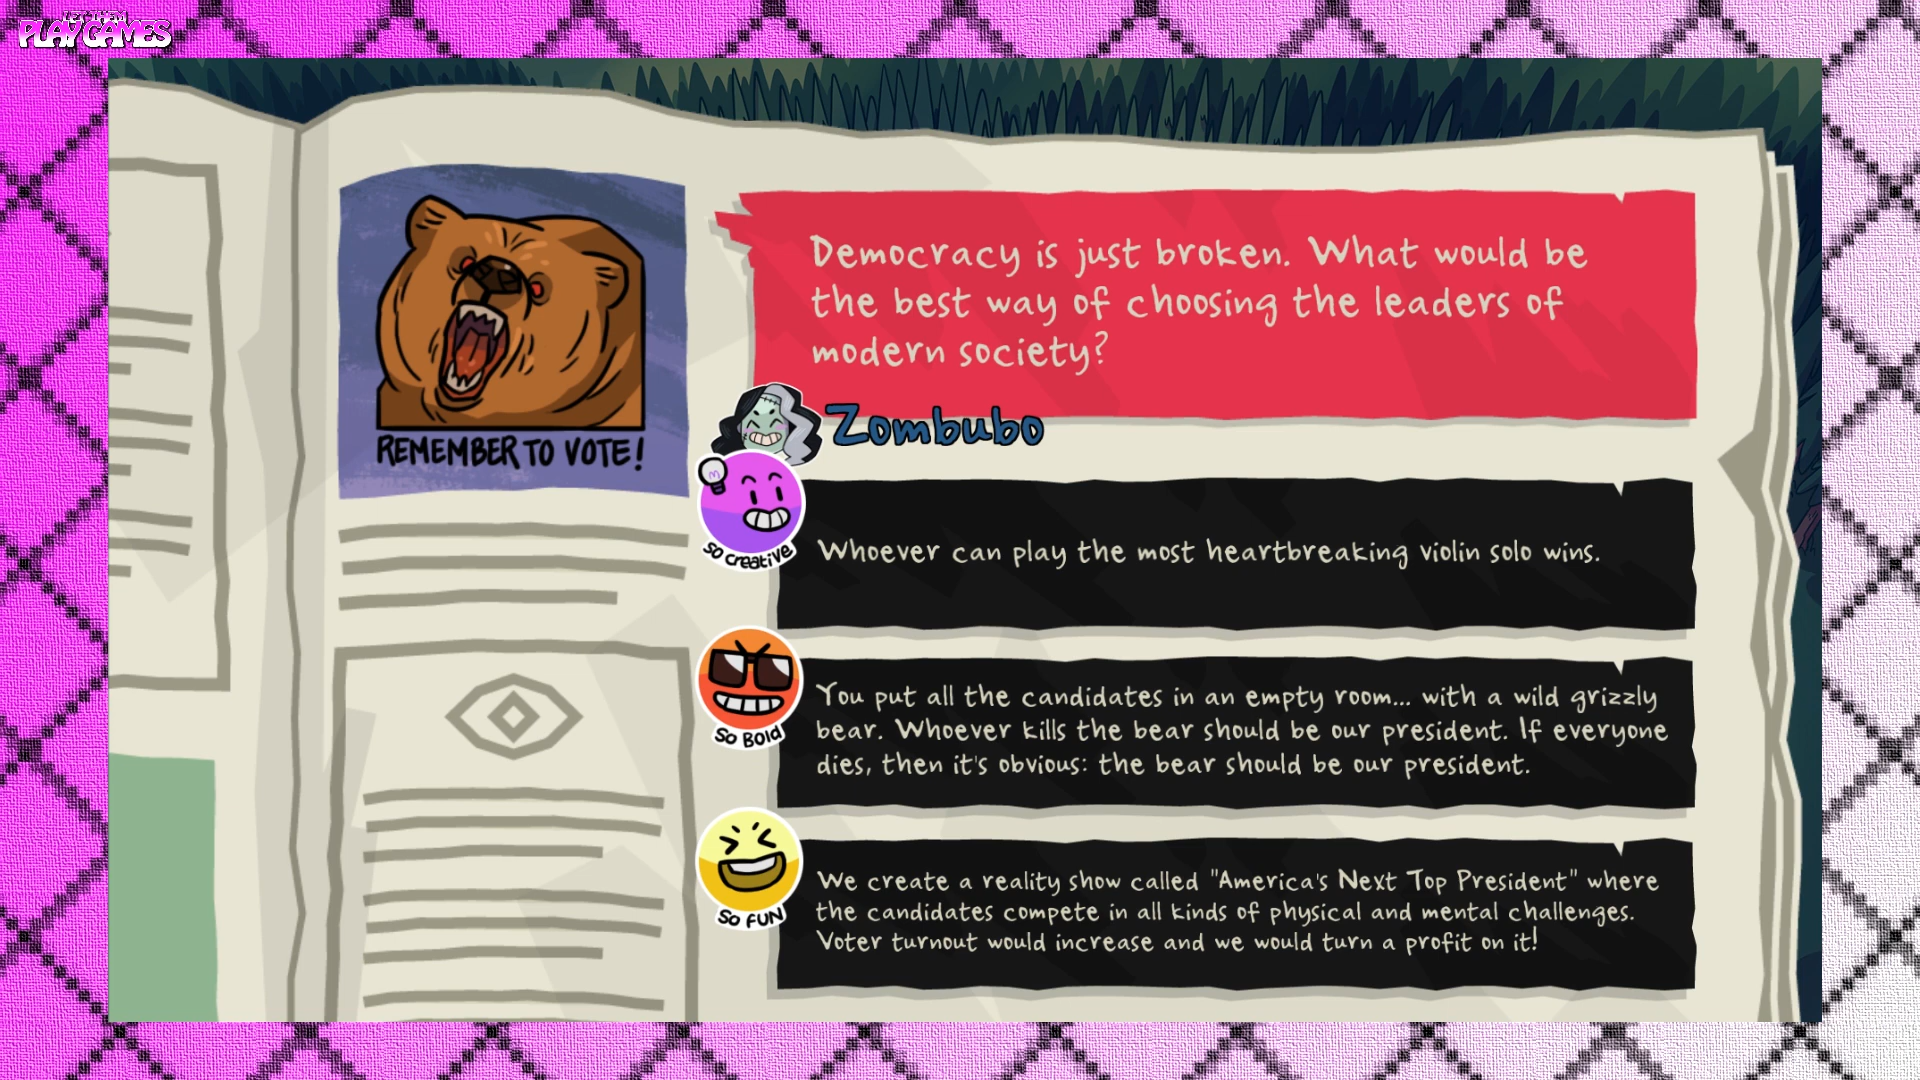 LET THEM
PLAY GAMES
REMEMBER TO VOTE!
Democracy is just broken. What would be
the best way of choosing the leaders of
modern society?
Zombubo
SO CREATIVE
Whoever can play the most heartbreaking violin solo wins.
SO BOLD
You put all the candidates in an empty room... with a wild grizzly
bear. Whoever kills the bear should be our president. If everyone
dies, then it's obvious: the bear should be our president.
SO FUN
We create a reality show called "America's Next Top President" where
the candidates compete in all kinds of physical and mental challenges.
Voter turnout would increase and we would turn a profit on it!